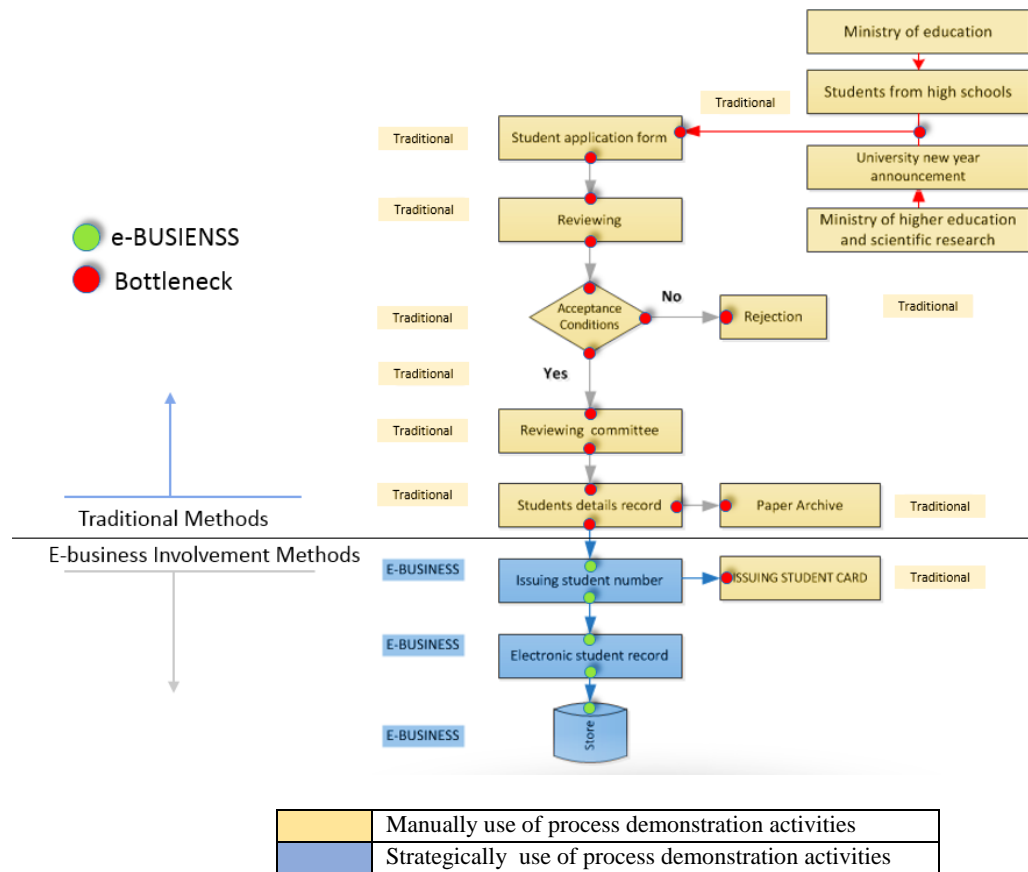 Ministry of education
Students from high schools
Traditional
Traditional
Student application form
University new year
announcement
Traditional
Reviewing
Ministry of higher education
and scientific research
e-BUSIENSS
Bottleneck
Traditional
Acceptance
Conditions
No
Rejection
Traditional
Traditional
Yes
Traditional
Reviewing committee
Traditional
Students details record
Paper Archive
Traditional
Traditional Methods
E-business Involvement Methods
E-BUSINESS
Issuing student number
ISSUING STUDENT CARD
Traditional
E-BUSINESS
Electronic student record
E-BUSINESS
Store
Manually use of process demonstration activities
Strategically use of process demonstration activities